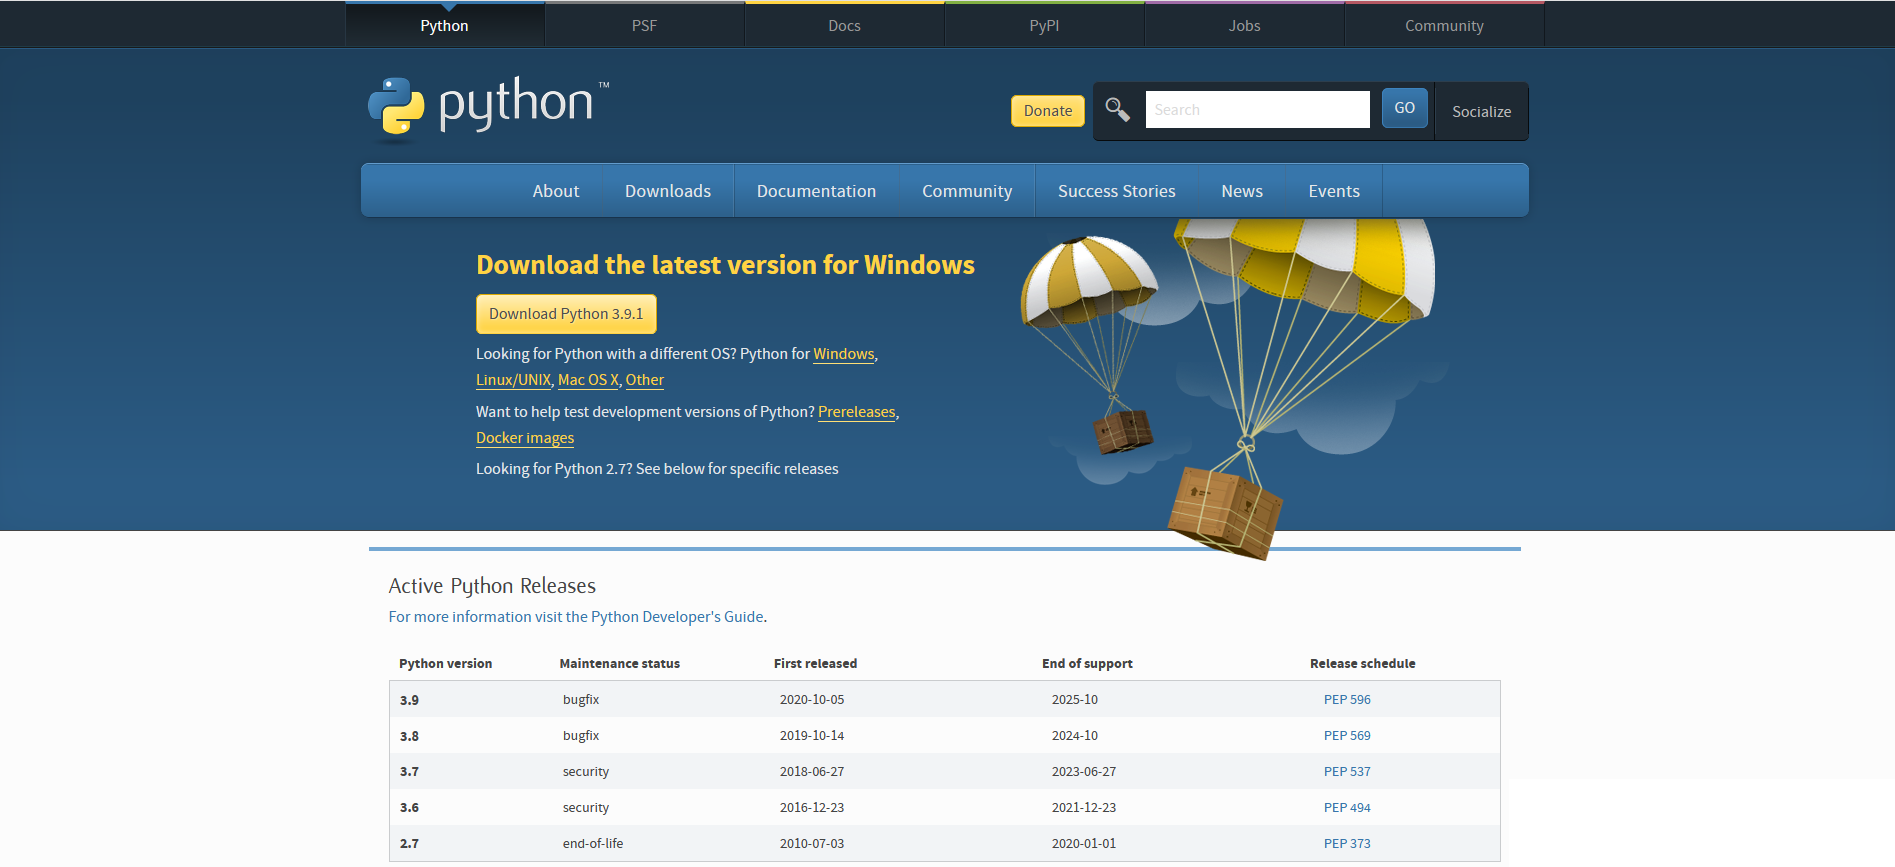 Python PSF Docs PyPI Jobs Community
python™
Donate Search GO Socialize
About Downloads Documentation Community Success Stories News Events
Download the latest version for Windows
Download Python 3.9.1
Looking for Python with a different OS? Python for Windows,
Linux/UNIX, Mac OS X, Other
Want to help test development versions of Python? Prereleases,
Docker images
Looking for Python 2.7? See below for specific releases
Active Python Releases
For more information visit the Python Developer's Guide.
Python version Maintenance status First released End of support Release schedule
3.9 bugfix 2020-10-05 2025-10 PEP 596
3.8 bugfix 2019-10-14 2024-10 PEP 569
3.7 security 2018-06-27 2023-06-27 PEP 537
3.6 security 2016-12-23 2021-12-23 PEP 494
2.7 end-of-life 2010-07-03 2020-01-01 PEP 373